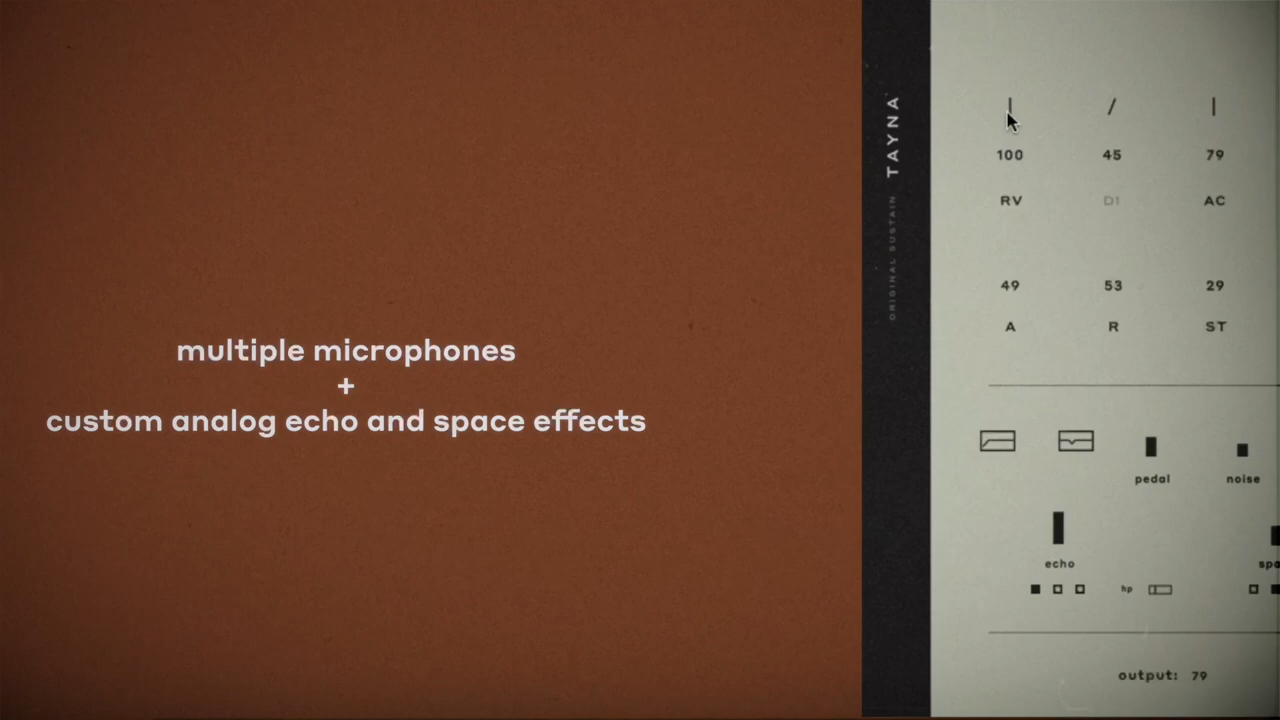 multiple microphones
+
custom analog echo and space effects
TAYNA
ORIGINAL SUSTAIN
100 45 79
RV D1 AC
49 53 29
A R ST
pedal noise
echo
hp
output: 79